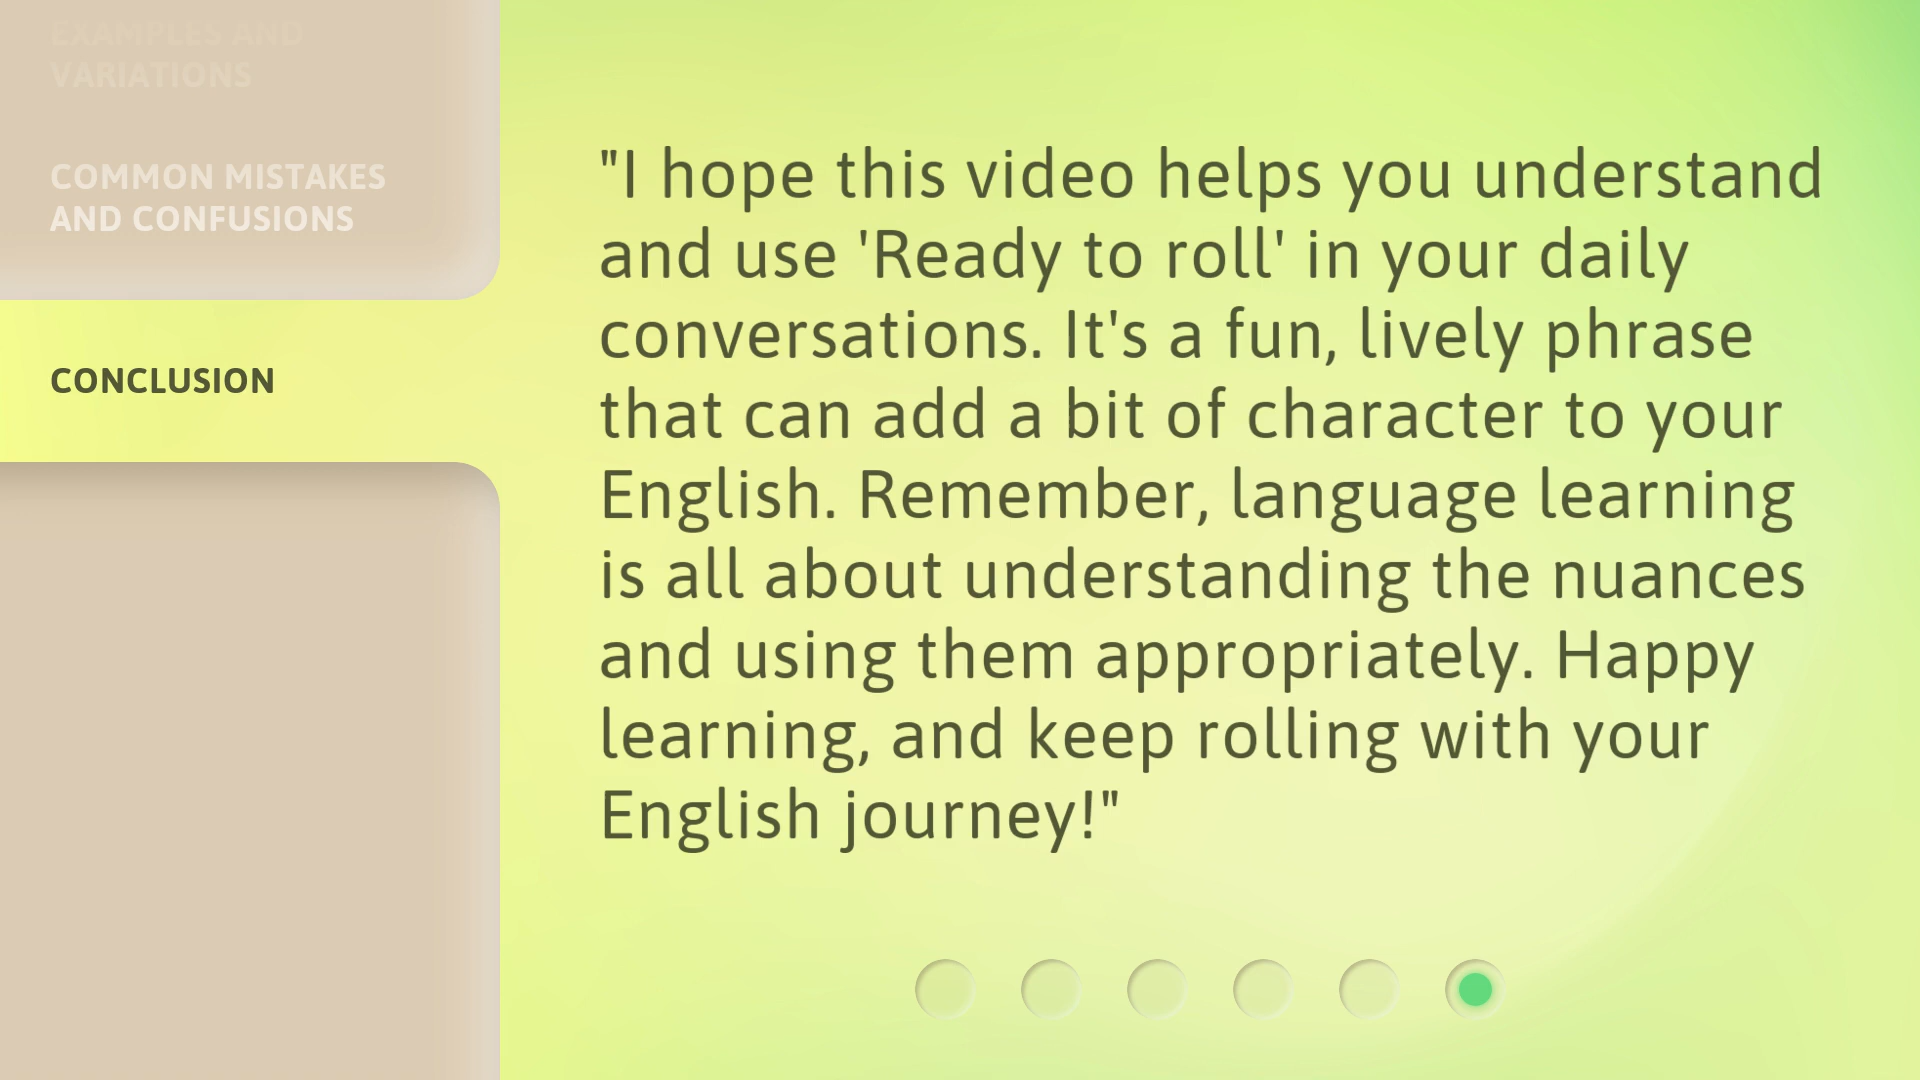 EXAMPLES AND
VARIATIONS
COMMON MISTAKES
AND CONFUSIONS
CONCLUSION
"I hope this video helps you understand
and use 'Ready to roll' in your daily
conversations. It's a fun, lively phrase
that can add a bit of character to your
English. Remember, language learning
is all about understanding the nuances
and using them appropriately. Happy
learning, and keep rolling with your
English journey!"